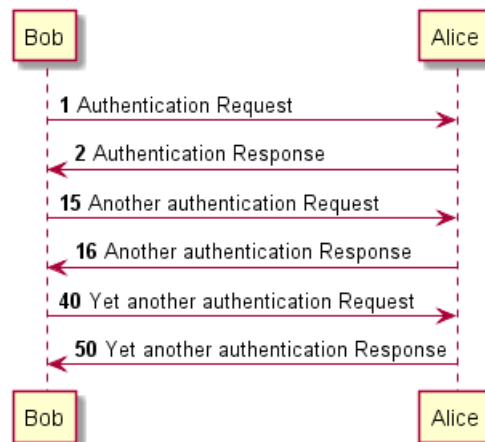 Bob Alice
1 Authentication Request
2 Authentication Response
15 Another authentication Request
16 Another authentication Response
40 Yet another authentication Request
50 Yet another authentication Response
Bob Alice